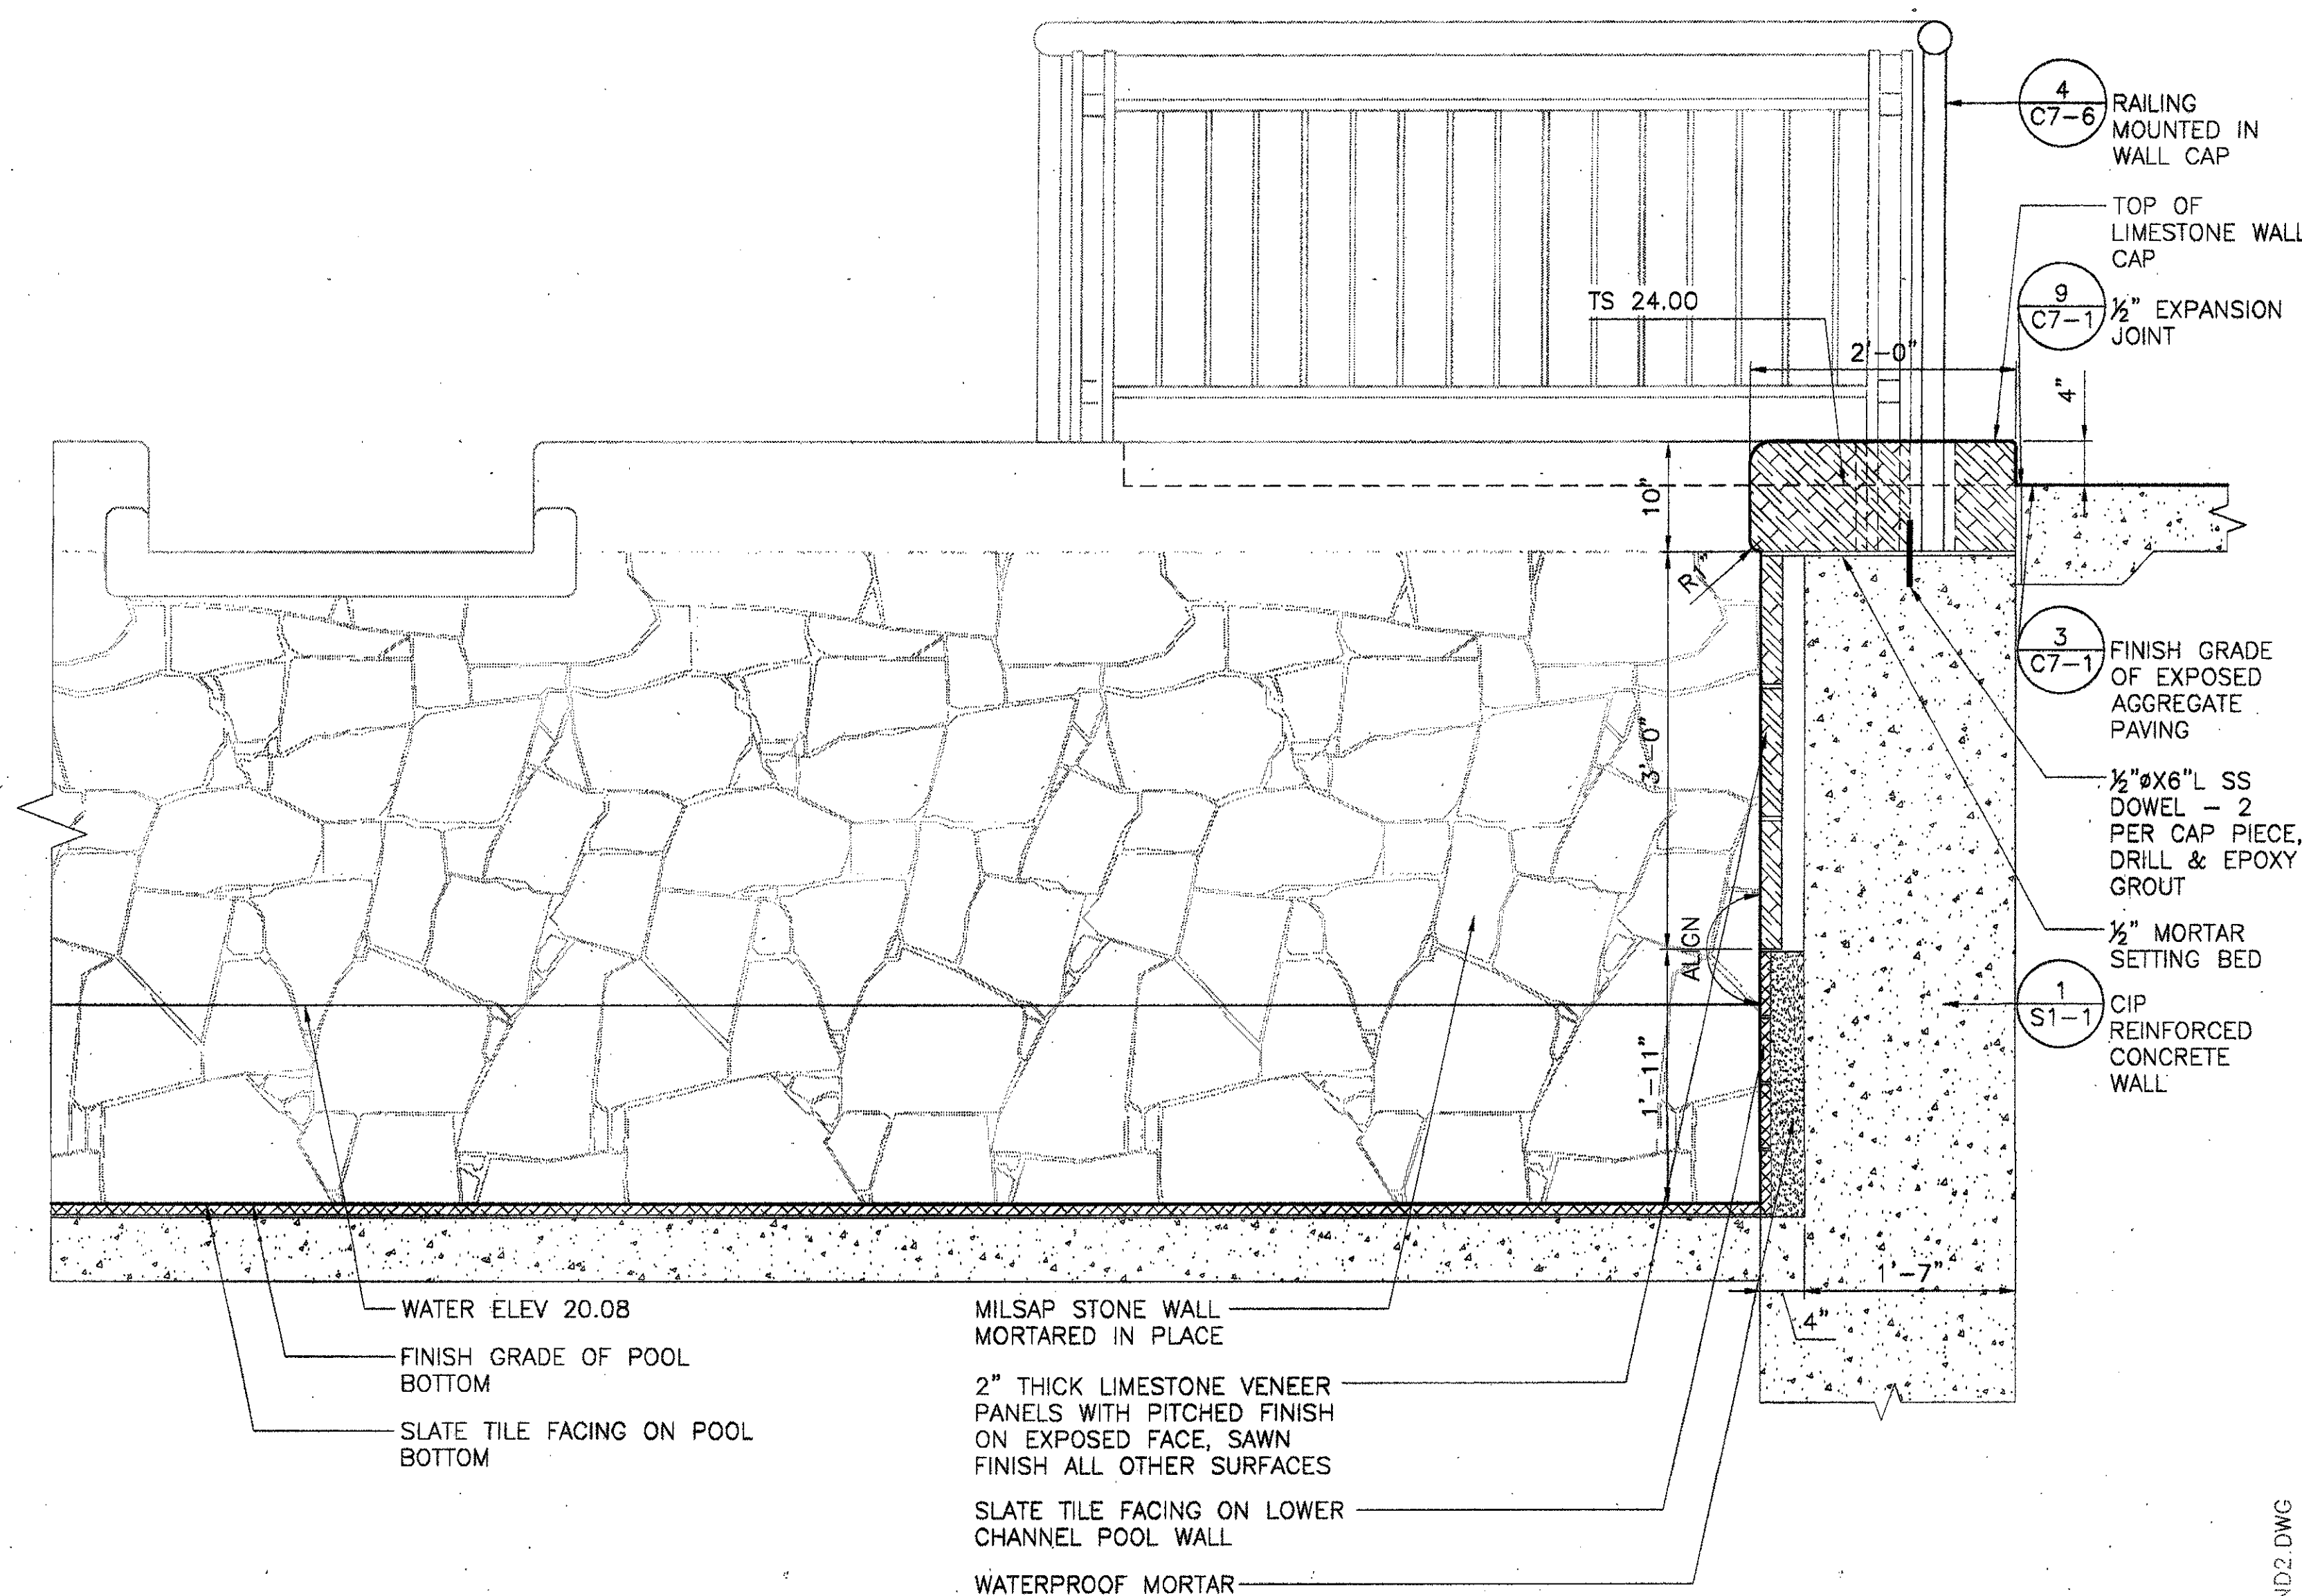 4
C7-6
RAILING
MOUNTED IN
WALL CAP
TOP OF
LIMESTONE WALL
CAP
9
C7-1
½" EXPANSION
JOINT
TS 24.00
2'-0"
4"
10"
R1"
3
C7-1
FINISH GRADE
OF EXPOSED
AGGREGATE
PAVING
3'-0"
½"øX6"L SS
DOWEL – 2
PER CAP PIECE,
DRILL & EPOXY
GROUT
ALIGN
½" MORTAR
SETTING BED
1
S1-1
CIP
REINFORCED
CONCRETE
WALL
1'-11"
1'-7"
4"
WATER ELEV 20.08
FINISH GRADE OF POOL
BOTTOM
SLATE TILE FACING ON POOL
BOTTOM
MILSAP STONE WALL
MORTARED IN PLACE
2" THICK LIMESTONE VENEER
PANELS WITH PITCHED FINISH
ON EXPOSED FACE, SAWN
FINISH ALL OTHER SURFACES
SLATE TILE FACING ON LOWER
CHANNEL POOL WALL
WATERPROOF MORTAR
ND2.DWG